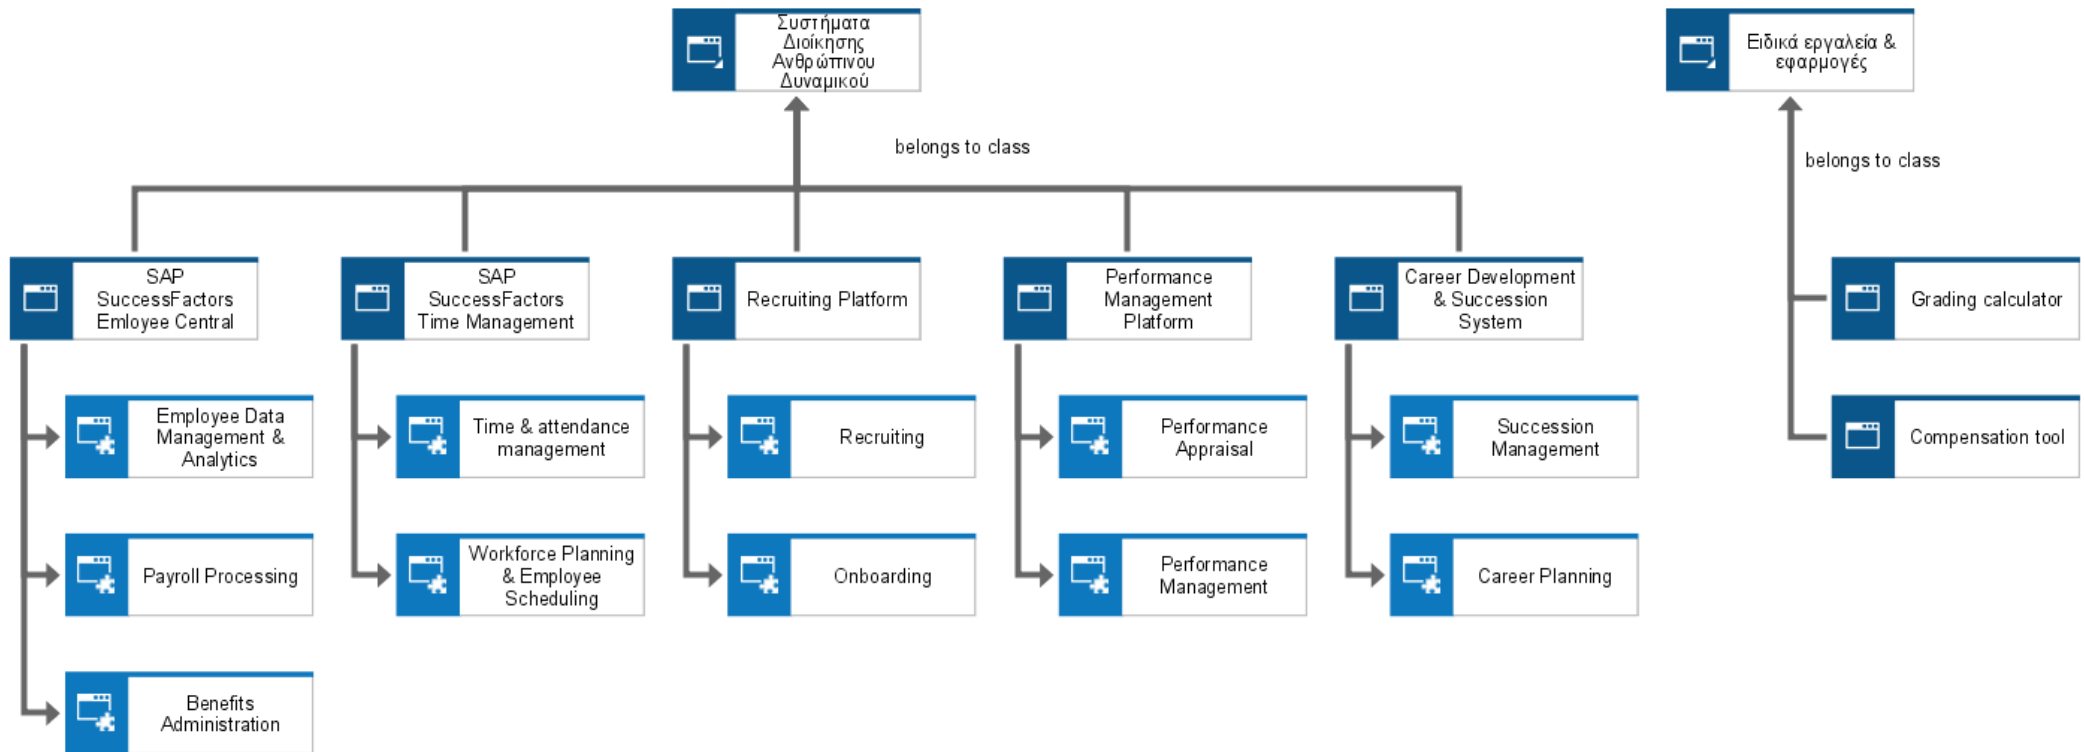 Συστήματα
Διοίκησης
Ανθρώπινου
Δυναμικού
Ειδικά εργαλεία &
εφαρμογές
belongs to class
belongs to class
SAP
SuccessFactors
Emloyee Central
SAP
SuccessFactors
Time Management
Recruiting Platform
Performance
Management
Platform
Career Development
& Succession
System
Grading calculator
Employee Data
Management &
Analytics
Time & attendance
management
Recruiting
Performance
Appraisal
Succession
Management
Compensation tool
Payroll Processing
Workforce Planning
& Employee
Scheduling
Onboarding
Performance
Management
Career Planning
Benefits
Administration